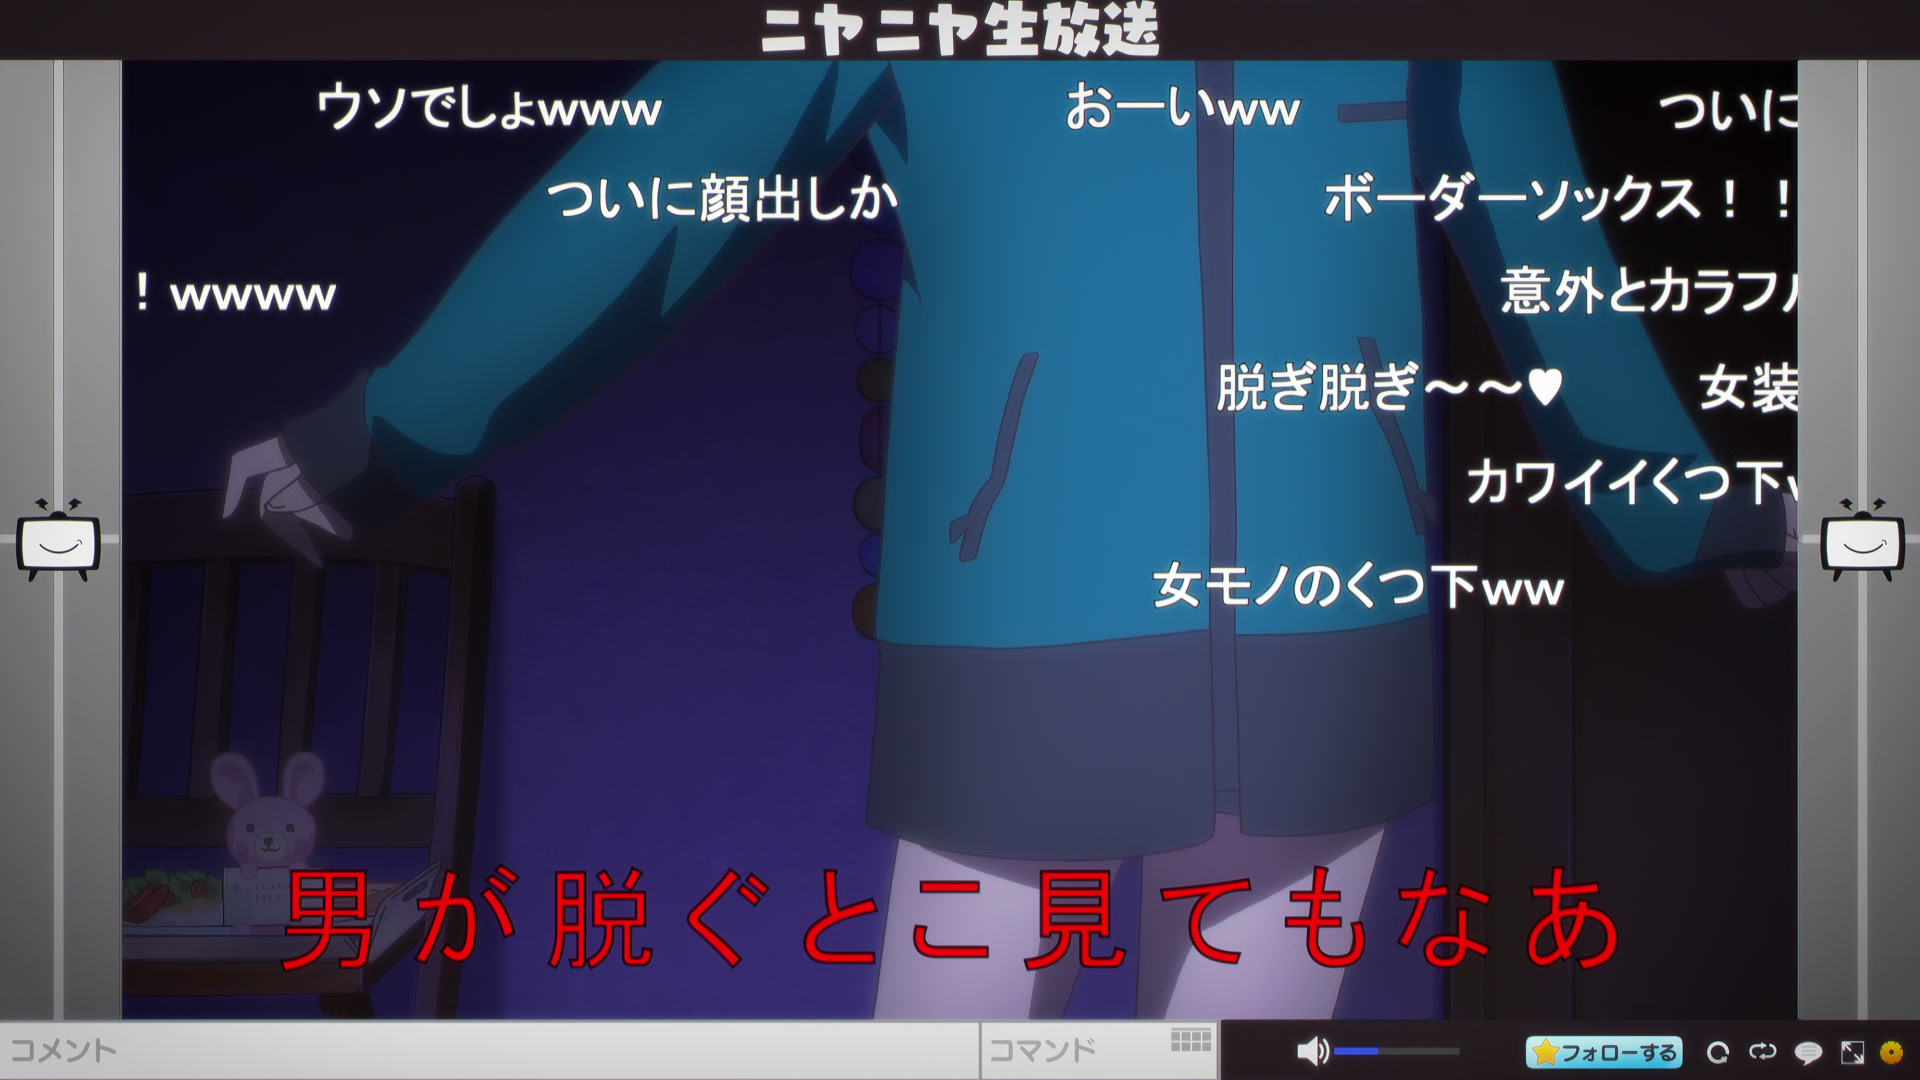 ニヤニヤ生放送
ウソでしょwww
おーいww
ついに
ついに顔出しか
ボーダーソックス！！
！wwww
意外とカラフル
脱ぎ脱ぎ～～♥
女装
カワイイくつ下w
女モノのくつ下ww
男が脱ぐとこ見てもなあ
コメント
コマンド
フォローする